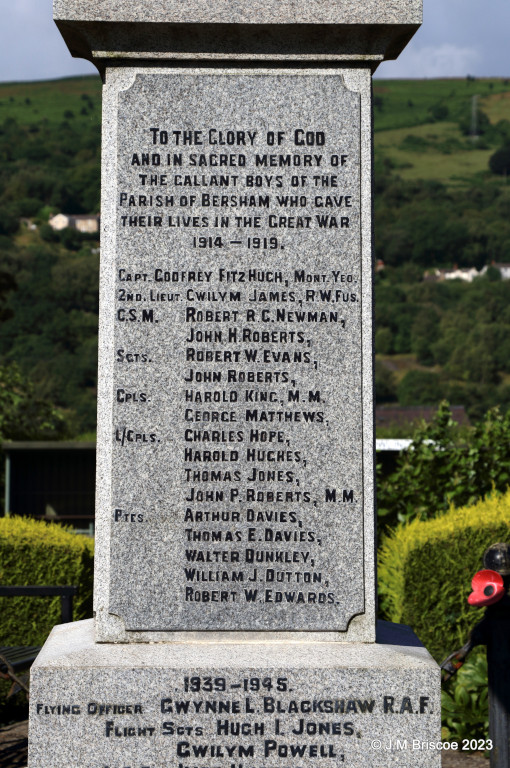 TO THE GLORY OF GOD
AND IN SACRED MEMORY OF
THE GALLANT BOYS OF THE
PARISH OF BERSHAM WHO GAVE
THEIR LIVES IN THE GREAT WAR
1914 – 1919.
CAPT. GODFREY FITZHUGH, MONT. YEO.
2ND. LIEUT. GWILYM JAMES, R.W. FUS.
C.S.M. ROBERT R.C. NEWMAN,
JOHN H. ROBERTS,
SGTS. ROBERT W. EVANS,
JOHN ROBERTS,
CPLS. HAROLD KING, M.M.
GEORGE MATTHEWS,
L/CPLS. CHARLES HOPE,
HAROLD HUGHES,
THOMAS JONES,
JOHN P. ROBERTS, M.M.
PTES. ARTHUR DAVIES,
THOMAS E. DAVIES,
WALTER DUNKLEY,
WILLIAM J. DUTTON,
ROBERT W. EDWARDS.
1939–1945.
FLYING OFFICER GWYNNE L BLACKSHAW R.A.F.
FLIGHT SGTS HUGH I. JONES,
GWILYM POWELL,
© J.M Briscoe ©2023